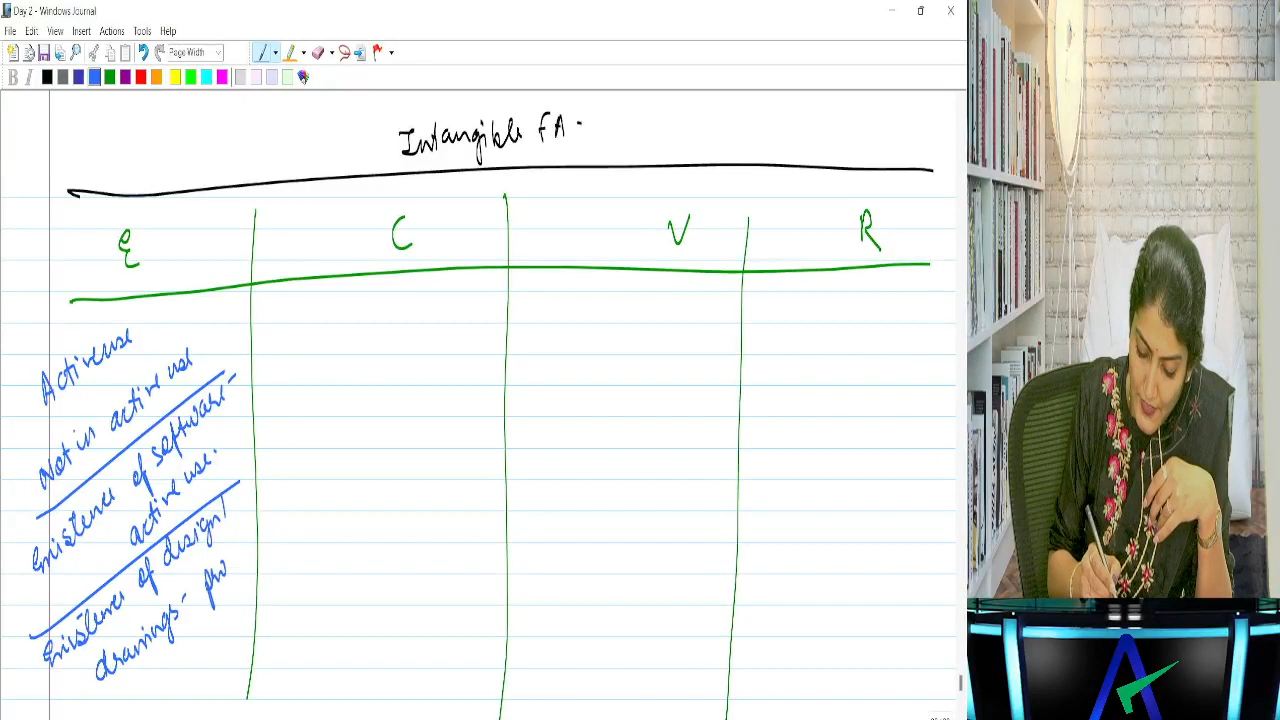 Day 2 - Windows Journal
File Edit View Insert Actions Tools Help
Page Width
B I
Intangible FA -
E C V R
Active use
Not in active use
Existence of software -
active use.
Existence of design/
drawings - pro